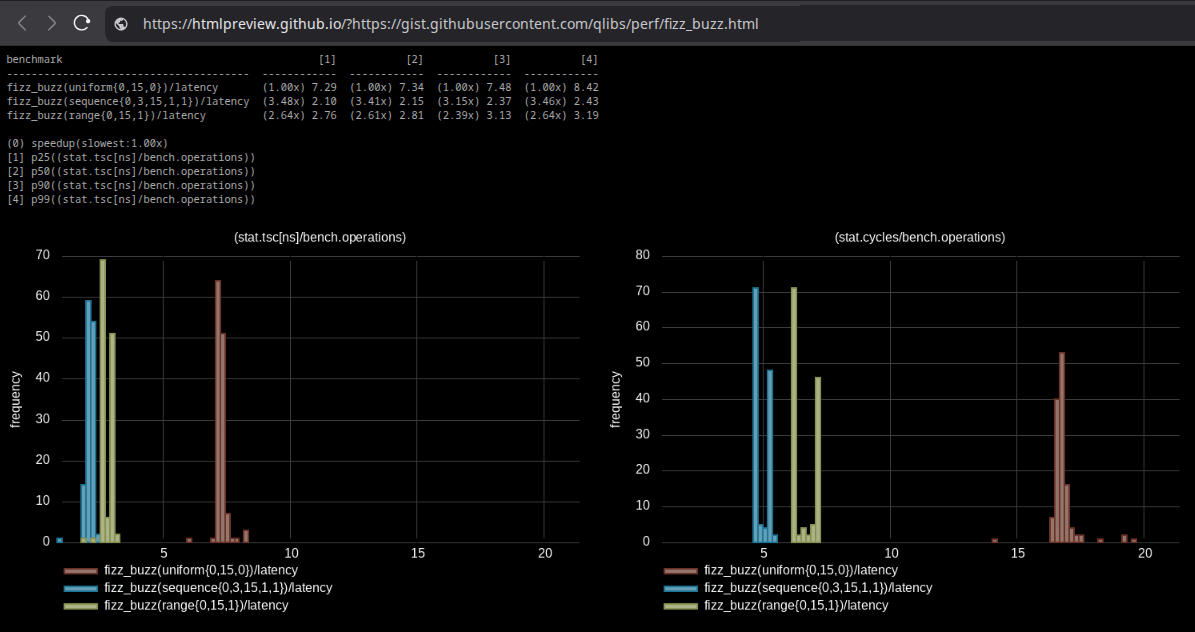 https://htmlpreview.github.io/?https://gist.githubusercontent.com/qlibs/perf/fizz_buzz.html
benchmark [1] [2] [3] [4]
---------------------------------------- ------------ ------------ ------------ ------------
fizz_buzz(uniform{0,15,0})/latency (1.00x) 7.29 (1.00x) 7.34 (1.00x) 7.48 (1.00x) 8.42
fizz_buzz(sequence{0,3,15,1,1})/latency (3.48x) 2.10 (3.41x) 2.15 (3.15x) 2.37 (3.46x) 2.43
fizz_buzz(range{0,15,1})/latency (2.64x) 2.76 (2.61x) 2.81 (2.39x) 3.13 (2.64x) 3.19
(0) speedup(slowest:1.00x)
[1] p25((stat.tsc[ns]/bench.operations))
[2] p50((stat.tsc[ns]/bench.operations))
[3] p90((stat.tsc[ns]/bench.operations))
[4] p99((stat.tsc[ns]/bench.operations))
(stat.tsc[ns]/bench.operations)
70
60
50
40
30
20
10
0
frequency
5 10 15 20
fizz_buzz(uniform{0,15,0})/latency
fizz_buzz(sequence{0,3,15,1,1})/latency
fizz_buzz(range{0,15,1})/latency
(stat.cycles/bench.operations)
80
70
60
50
40
30
20
10
0
frequency
5 10 15 20
fizz_buzz(uniform{0,15,0})/latency
fizz_buzz(sequence{0,3,15,1,1})/latency
fizz_buzz(range{0,15,1})/latency